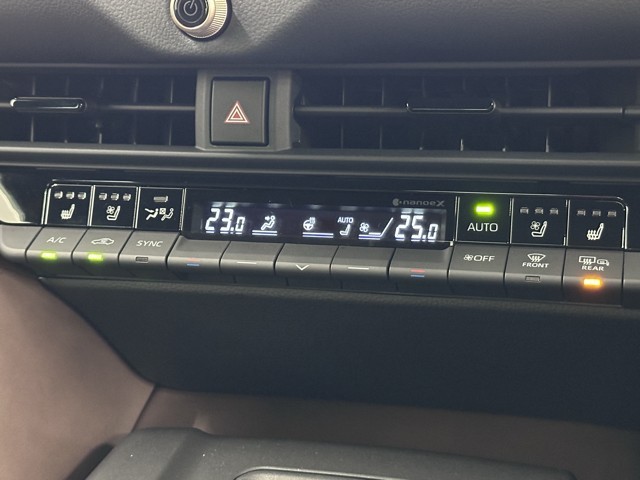 nanoeX
23.0
AUTO
25.0
AUTO
A/C
SYNC
OFF
FRONT
REAR